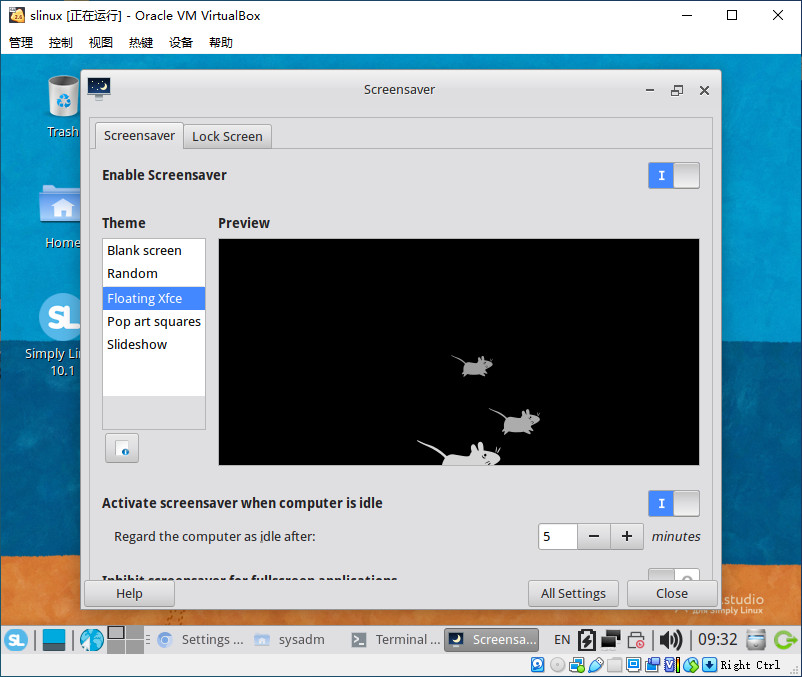 slinux [正在运行] - Oracle VM VirtualBox
管理 控制 视图 热键 设备 帮助
Screensaver
Trash
Home
SL
Simply Li
10.1
Screensaver Lock Screen
Enable Screensaver
Theme Preview
Blank screen
Random
Floating Xfce
Pop art squares
Slideshow
Activate screensaver when computer is idle
Regard the computer as idle after: 5 − + minutes
Inhibit screensaver for fullscreen applications
Help All Settings Close
studio
Simply Linux
SL Settings ... sysadm Terminal ... Screensa... EN 09:32
Right Ctrl